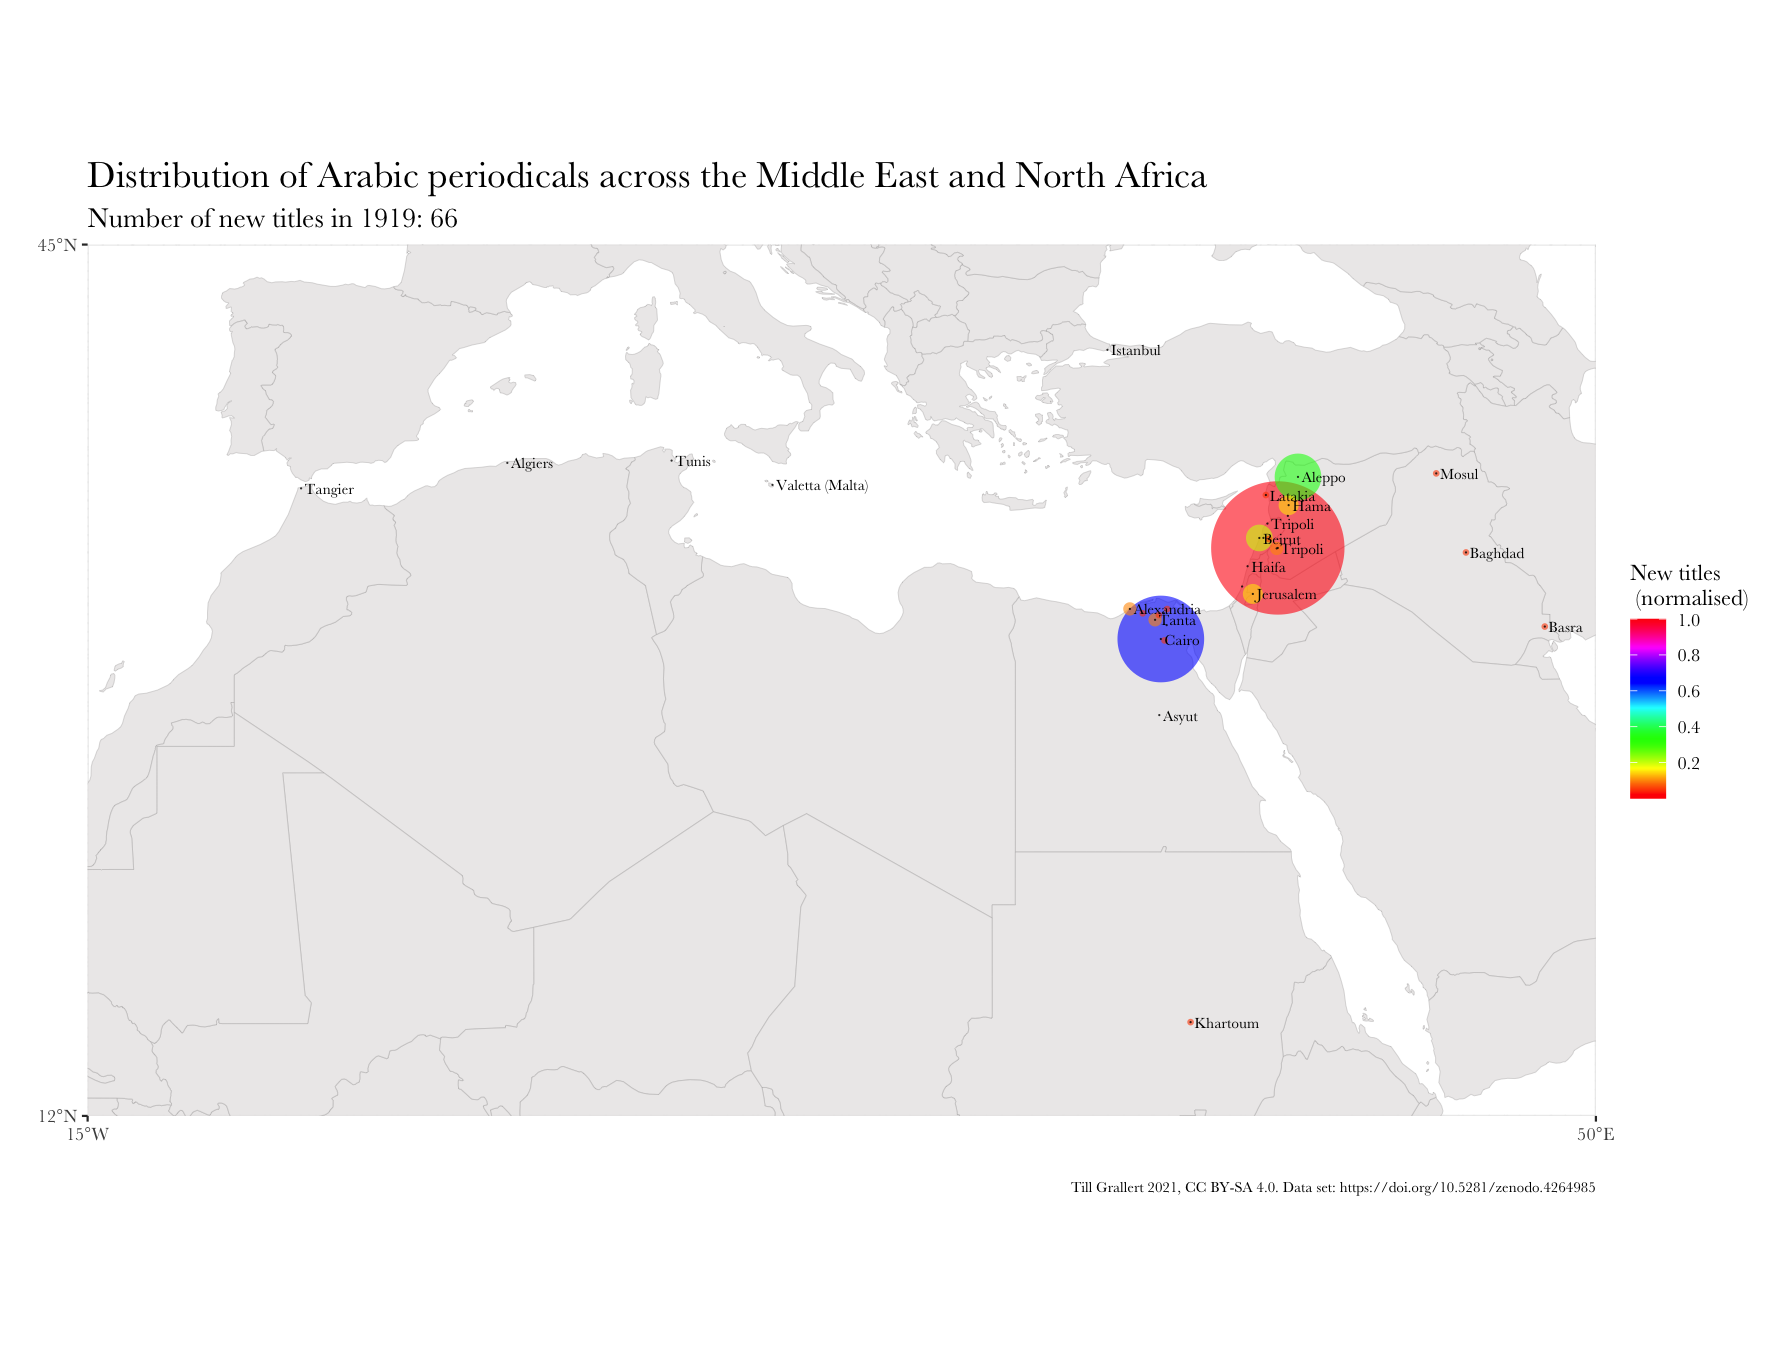 Distribution of Arabic periodicals across the Middle East and North Africa
Number of new titles in 1919: 66
45°N
Istanbul
Algiers
Tunis
Tangier
Valetta (Malta)
Aleppo
Mosul
Latakia
Hama
Tripoli
Beirut
Tripoli
Baghdad
Haifa
Jerusalem
Alexandria
Tanta
Cairo
Basra
Asyut
Khartoum
New titles
(normalised)
1.0
0.8
0.6
0.4
0.2
12°N
15°W
50°E
Till Grallert 2021, CC BY-SA 4.0. Data set: https://doi.org/10.5281/zenodo.4264985